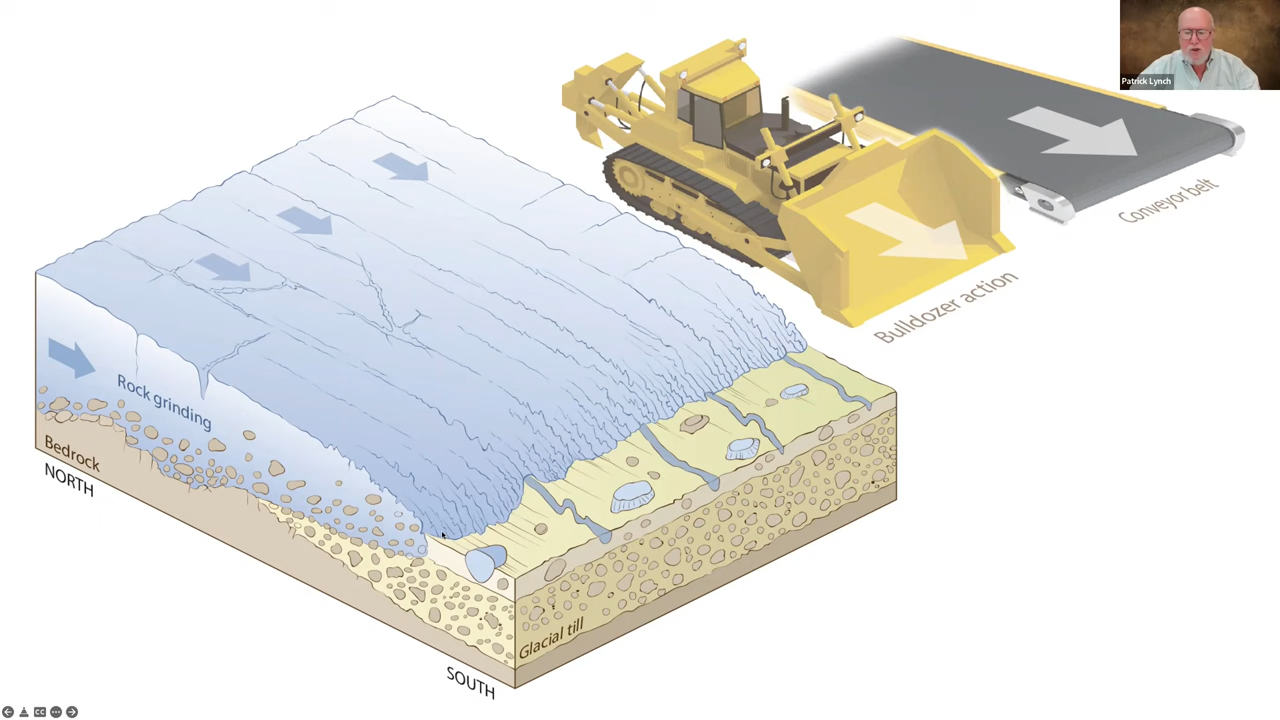 Patrick Lynch
Conveyor belt
Bulldozer action
Rock grinding
Bedrock
NORTH
Glacial till
SOUTH